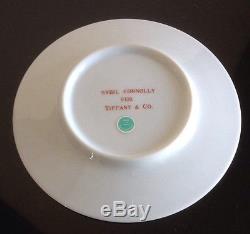 SYBIL CONNOLLY
FOR
TIFFANY & CO.